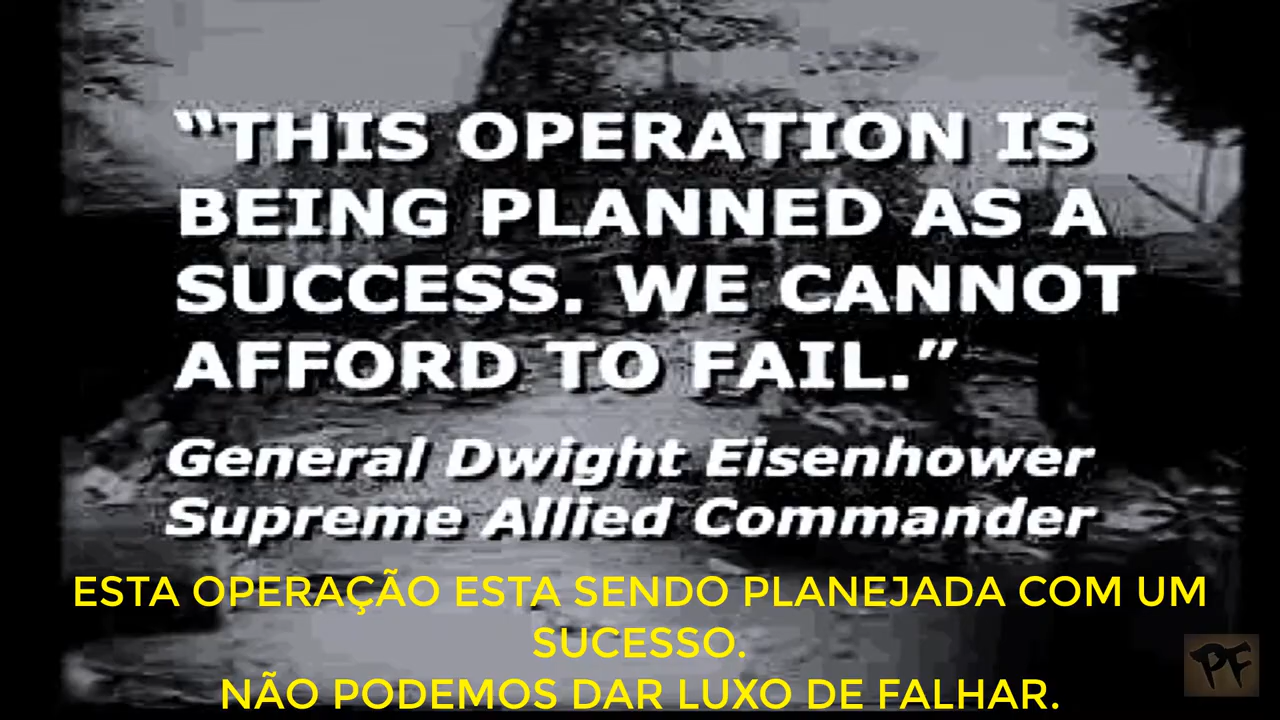 “THIS OPERATION IS
BEING PLANNED AS A
SUCCESS. WE CANNOT
AFFORD TO FAIL.”
General Dwight Eisenhower
Supreme Allied Commander
ESTA OPERAÇÃO ESTA SENDO PLANEJADA COM UM
SUCESSO.
NÃO PODEMOS DAR LUXO DE FALHAR.
PF